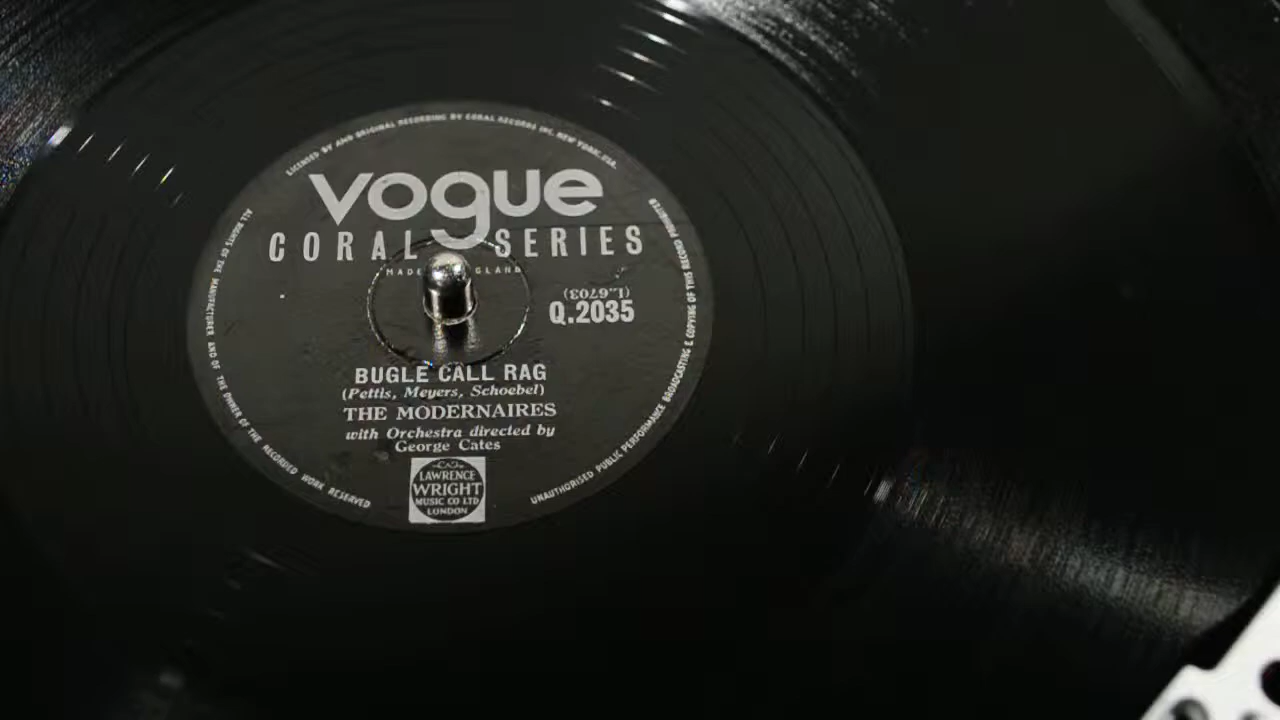 LICENSED BY AND ORIGINAL RECORDING BY CORAL RECORDS INC. NEW YORK. USA.
vogue
CORAL SERIES
MADE GLAND
(L.6703)
Q.2035
BUGLE CALL RAG
(Pettis, Meyers, Schoebel)
THE MODERNAIRES
with Orchestra directed by
George Cates
LAWRENCE
WRIGHT
MUSIC CO LTD
LONDON
ALL RIGHTS OF THE MANUFACTURER AND OF THE OWNER OF THE RECORDED WORK RESERVED
UNAUTHORISED PUBLIC PERFORMANCE BROADCASTING & COPYING OF THIS RECORD PROHIBITED